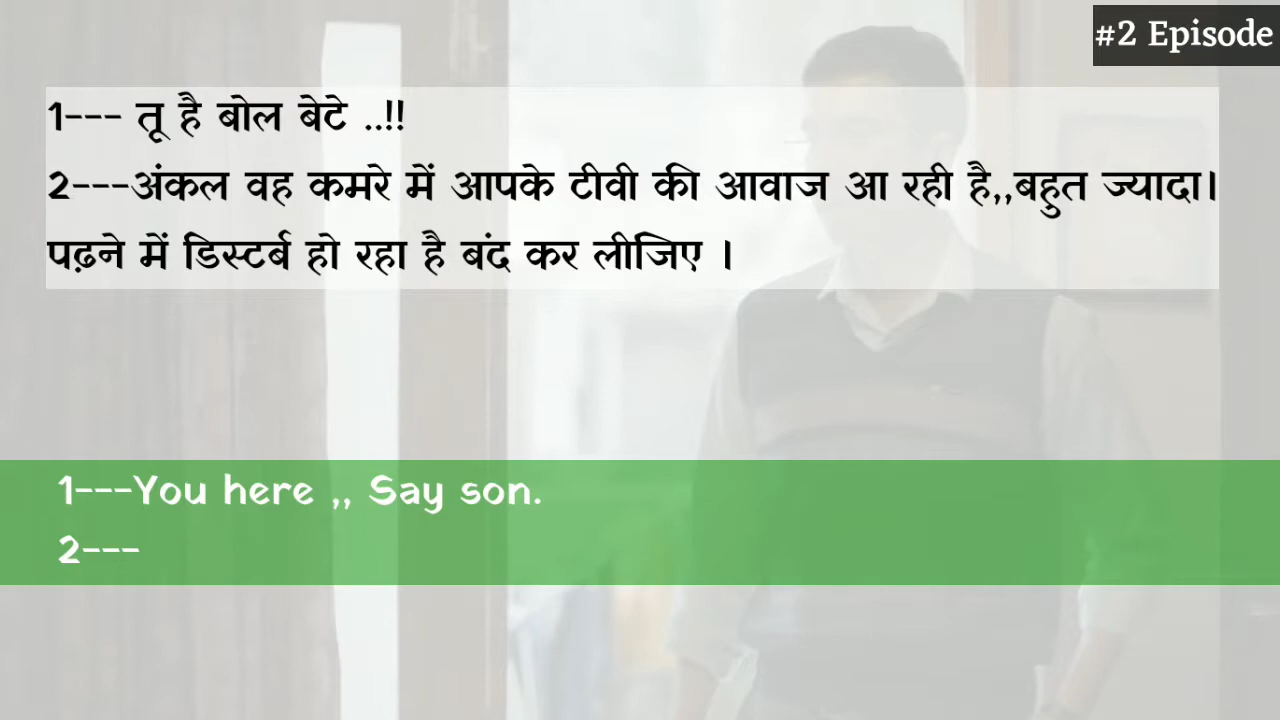 #2 Episode
1--- तू है बोल बेटे ..!!
2---अंकल वह कमरे में आपके टीवी की आवाज आ रही है,,बहुत ज्यादा।
पढ़ने में डिस्टर्ब हो रहा है बंद कर लीजिए ।
1---You here ,, Say son.
2---